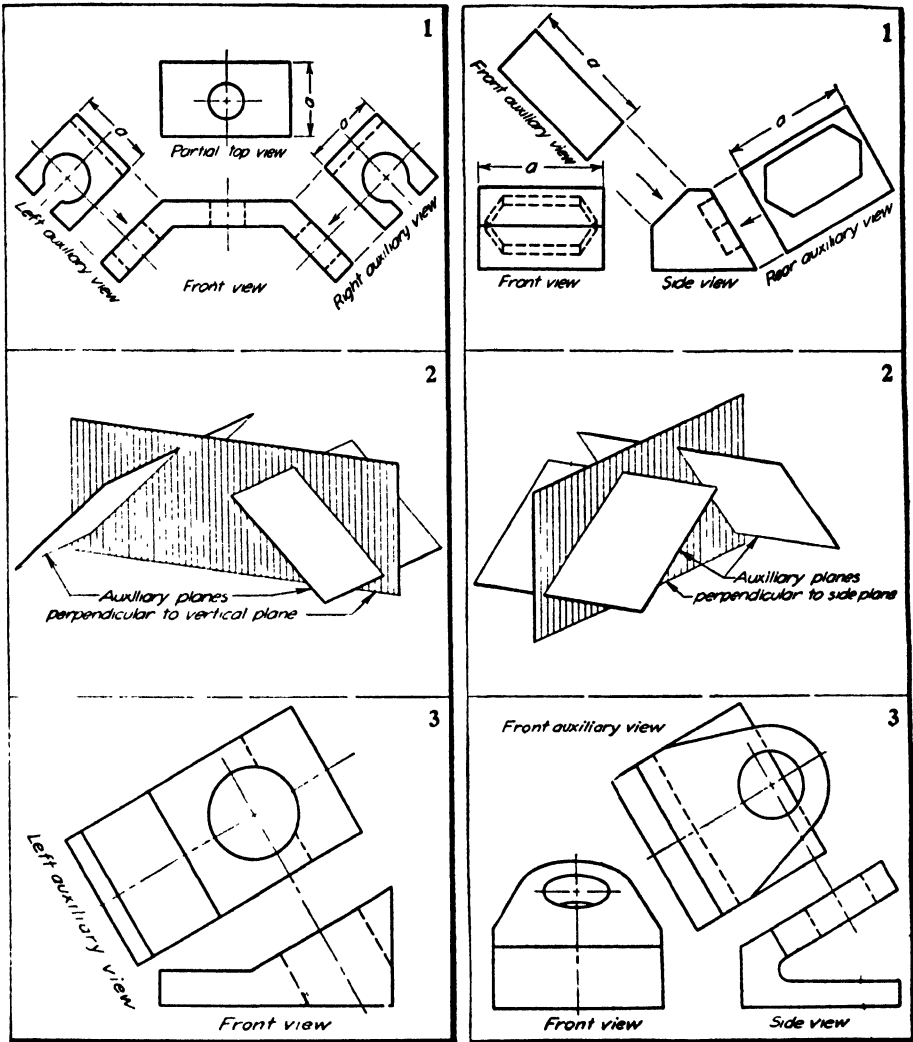 1
a
a
a
Partial top view
Left auxiliary view
Front view
Right auxiliary view
2
Auxiliary planes
perpendicular to vertical plane
3
Left auxiliary view
Front view
1
Front auxiliary view
a
a
a
Front view
Side view
Rear auxiliary view
2
Auxiliary planes
perpendicular to side plane
3
Front auxiliary view
Front view
Side view